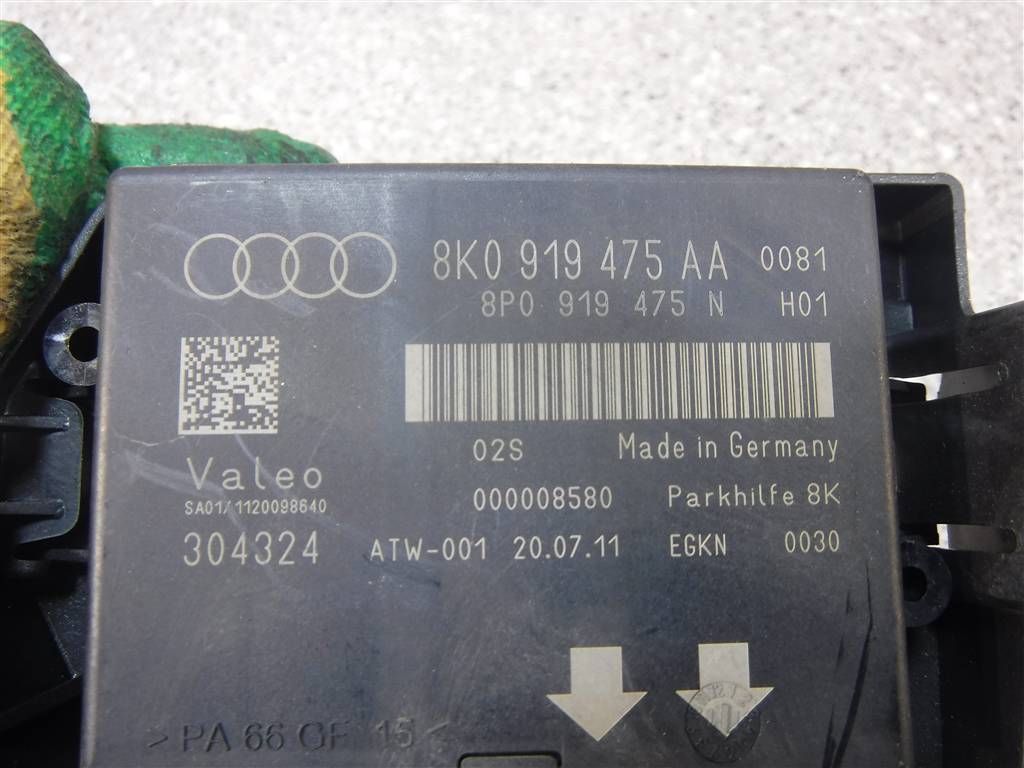 8K0 919 475 AA 0081
8P0 919 475 N H01
02S Made in Germany
Valeo
SA01/1120098640
000008580 Parkhilfe 8K
304324 ATW-001 20.07.11 EGKN 0030
>PA 66 GF 15<